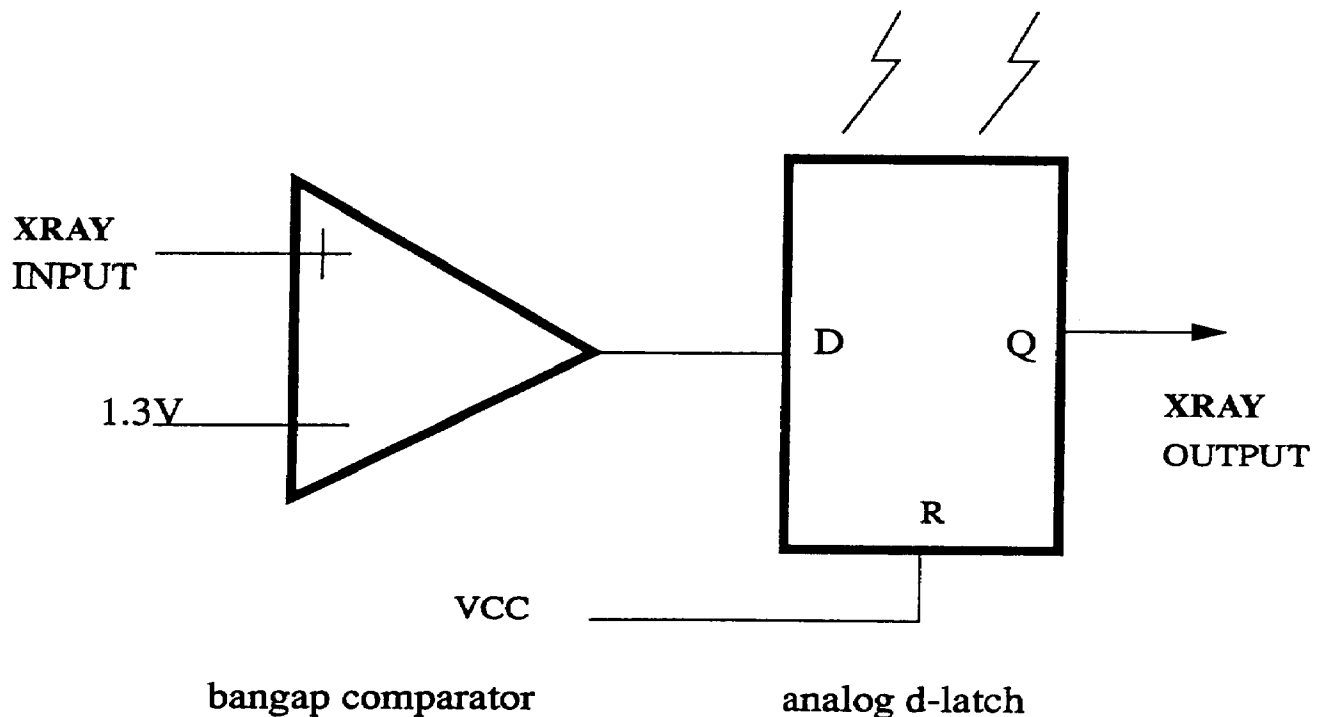 XRAY
INPUT
1.3V
D
Q
XRAY
OUTPUT
R
VCC
bangap comparator
analog d-latch